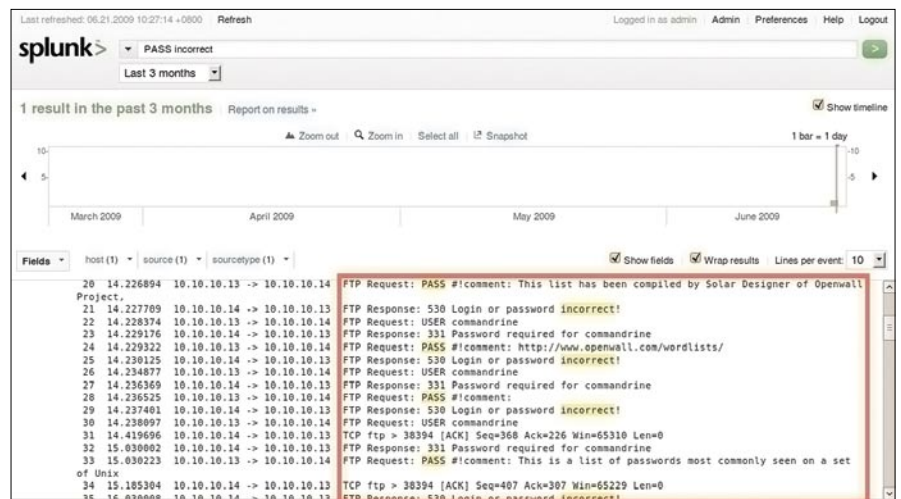 Last refreshed: 06.21.2009 10:27:14 +0800 Refresh Logged in as admin Admin Preferences Help Logout
splunk> PASS incorrect >
Last 3 months
1 result in the past 3 months Report on results » Show timeline
Zoom out Zoom in Select all Snapshot 1 bar = 1 day
10- -10
5- -5
March 2009 April 2009 May 2009 June 2009
Fields host (1) source (1) sourcetype (1) Show fields Wrap results Lines per event: 10
20 14.226894 10.10.10.13 -> 10.10.10.14 FTP Request: PASS #!comment: This list has been compiled by Solar Designer of Openwall
Project,
21 14.227709 10.10.10.14 -> 10.10.10.13 FTP Response: 530 Login or password incorrect!
22 14.228374 10.10.10.13 -> 10.10.10.14 FTP Request: USER commandrine
23 14.229176 10.10.10.14 -> 10.10.10.13 FTP Response: 331 Password required for commandrine
24 14.229322 10.10.10.13 -> 10.10.10.14 FTP Request: PASS #!comment: http://www.openwall.com/wordlists/
25 14.230125 10.10.10.14 -> 10.10.10.13 FTP Response: 530 Login or password incorrect!
26 14.234877 10.10.10.13 -> 10.10.10.14 FTP Request: USER commandrine
27 14.236369 10.10.10.14 -> 10.10.10.13 FTP Response: 331 Password required for commandrine
28 14.236525 10.10.10.13 -> 10.10.10.14 FTP Request: PASS #!comment:
29 14.237401 10.10.10.14 -> 10.10.10.13 FTP Response: 530 Login or password incorrect!
30 14.238097 10.10.10.13 -> 10.10.10.14 FTP Request: USER commandrine
31 14.419696 10.10.10.14 -> 10.10.10.13 TCP ftp > 38394 [ACK] Seq=368 Ack=226 Win=65310 Len=0
32 15.030002 10.10.10.14 -> 10.10.10.13 FTP Response: 331 Password required for commandrine
33 15.030223 10.10.10.13 -> 10.10.10.14 FTP Request: PASS #!comment: This is a list of passwords most commonly seen on a set
of Unix
34 15.185304 10.10.10.14 -> 10.10.10.13 TCP ftp > 38394 [ACK] Seq=407 Ack=307 Win=65229 Len=0
35 16.030008 10.10.10.14 -> 10.10.10.13 FTP Response: 530 Login or password incorrect!